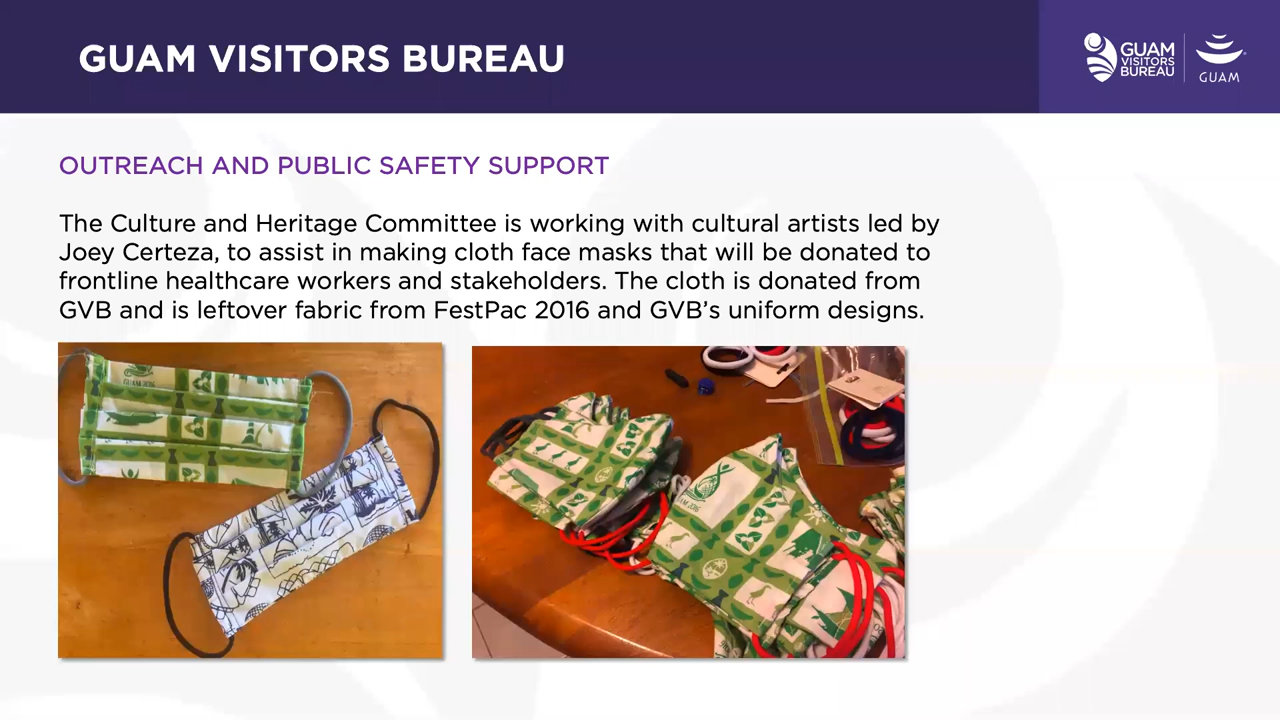 GUAM VISITORS BUREAU
GUAM
VISITORS
BUREAU
GUAM
OUTREACH AND PUBLIC SAFETY SUPPORT
The Culture and Heritage Committee is working with cultural artists led by
Joey Certeza, to assist in making cloth face masks that will be donated to
frontline healthcare workers and stakeholders. The cloth is donated from
GVB and is leftover fabric from FestPac 2016 and GVB’s uniform designs.
GUAM 2016